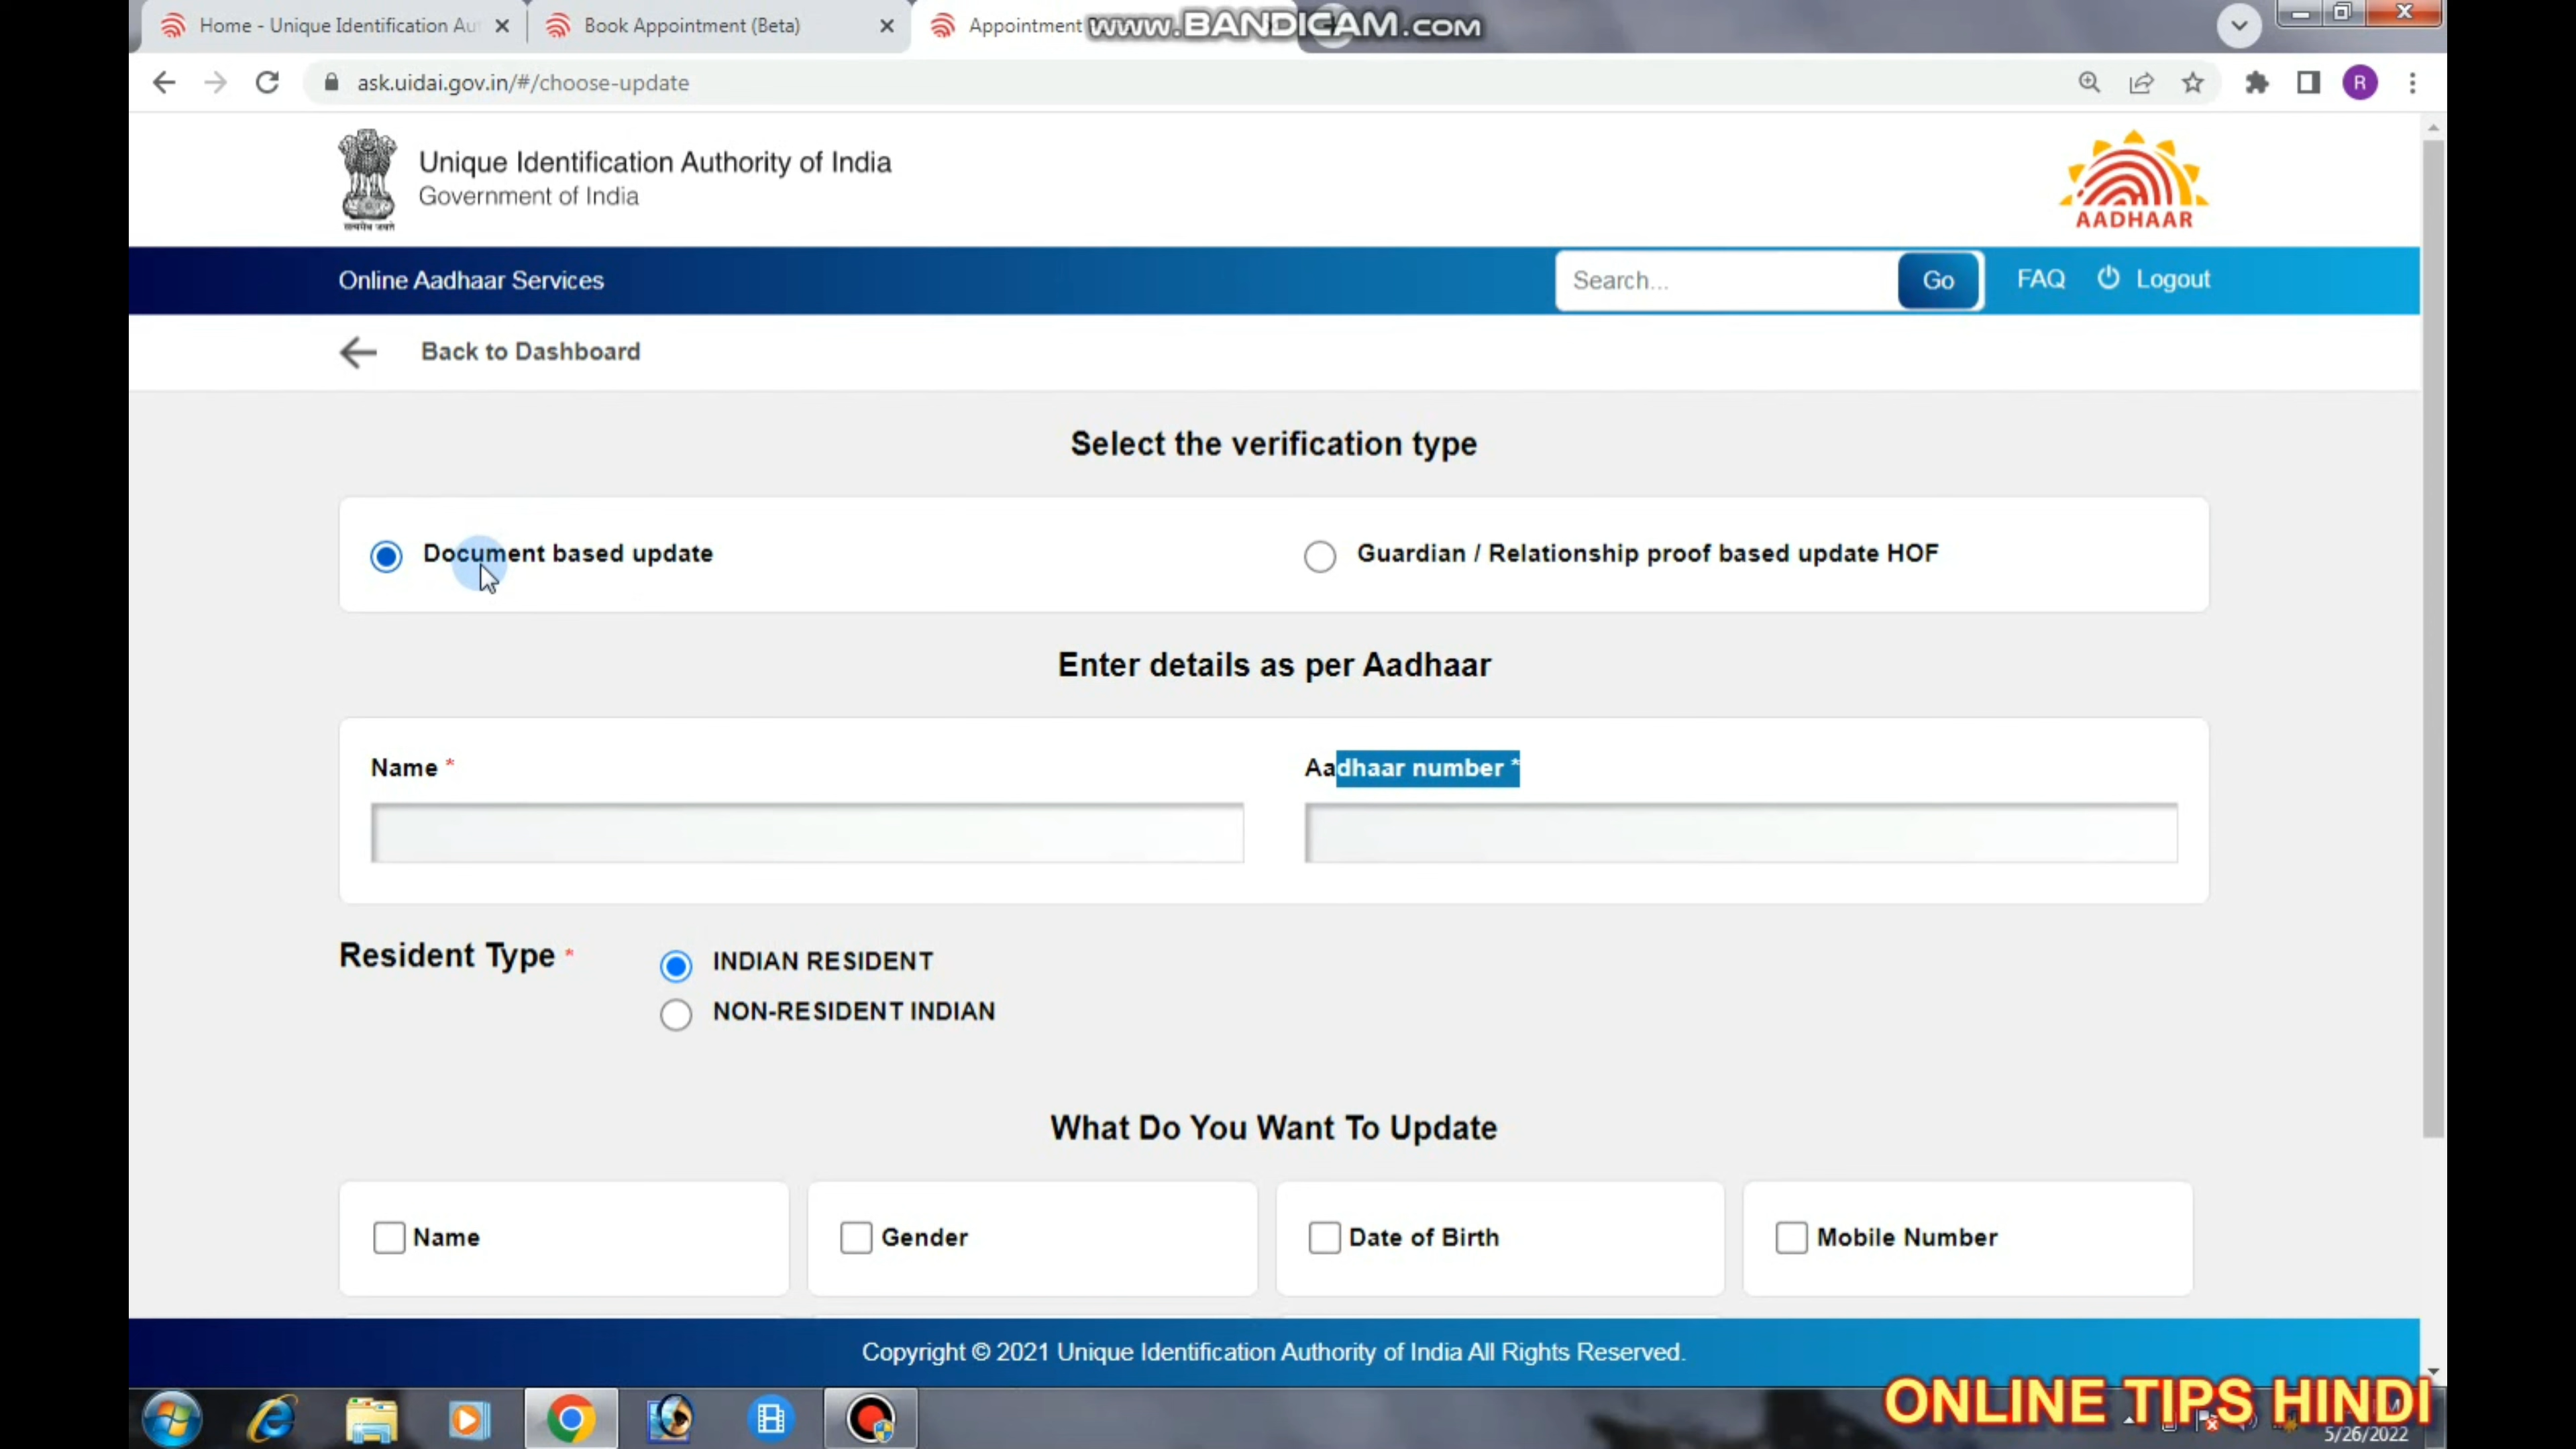 Home - Unique Identification Au
Book Appointment (Beta)
Appointment
www.BANDICAM.com
ask.uidai.gov.in/#/choose-update
R
सत्यमेव जयते
Unique Identification Authority of India
Government of India
AADHAAR
Online Aadhaar Services
Search...
Go
FAQ
Logout
Back to Dashboard
Select the verification type
Document based update
Guardian / Relationship proof based update HOF
Enter details as per Aadhaar
Name *
Aadhaar number *
Resident Type *
INDIAN RESIDENT
NON-RESIDENT INDIAN
What Do You Want To Update
Name
Gender
Date of Birth
Mobile Number
Copyright © 2021 Unique Identification Authority of India All Rights Reserved.
ONLINE TIPS HINDI
5/26/2022